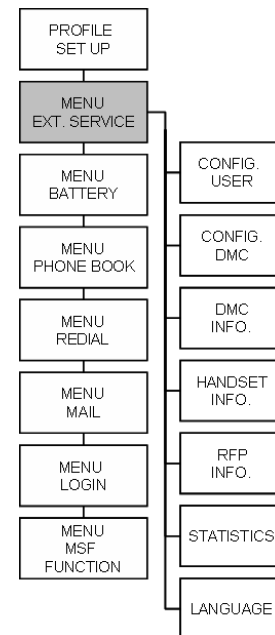 PROFILE
SET UP
MENU
EXT. SERVICE
MENU
BATTERY
MENU
PHONE BOOK
MENU
REDIAL
MENU
MAIL
MENU
LOGIN
MENU
MSF
FUNCTION
CONFIG.
USER
CONFIG.
DMC
DMC
INFO.
HANDSET
INFO.
RFP
INFO.
STATISTICS
LANGUAGE